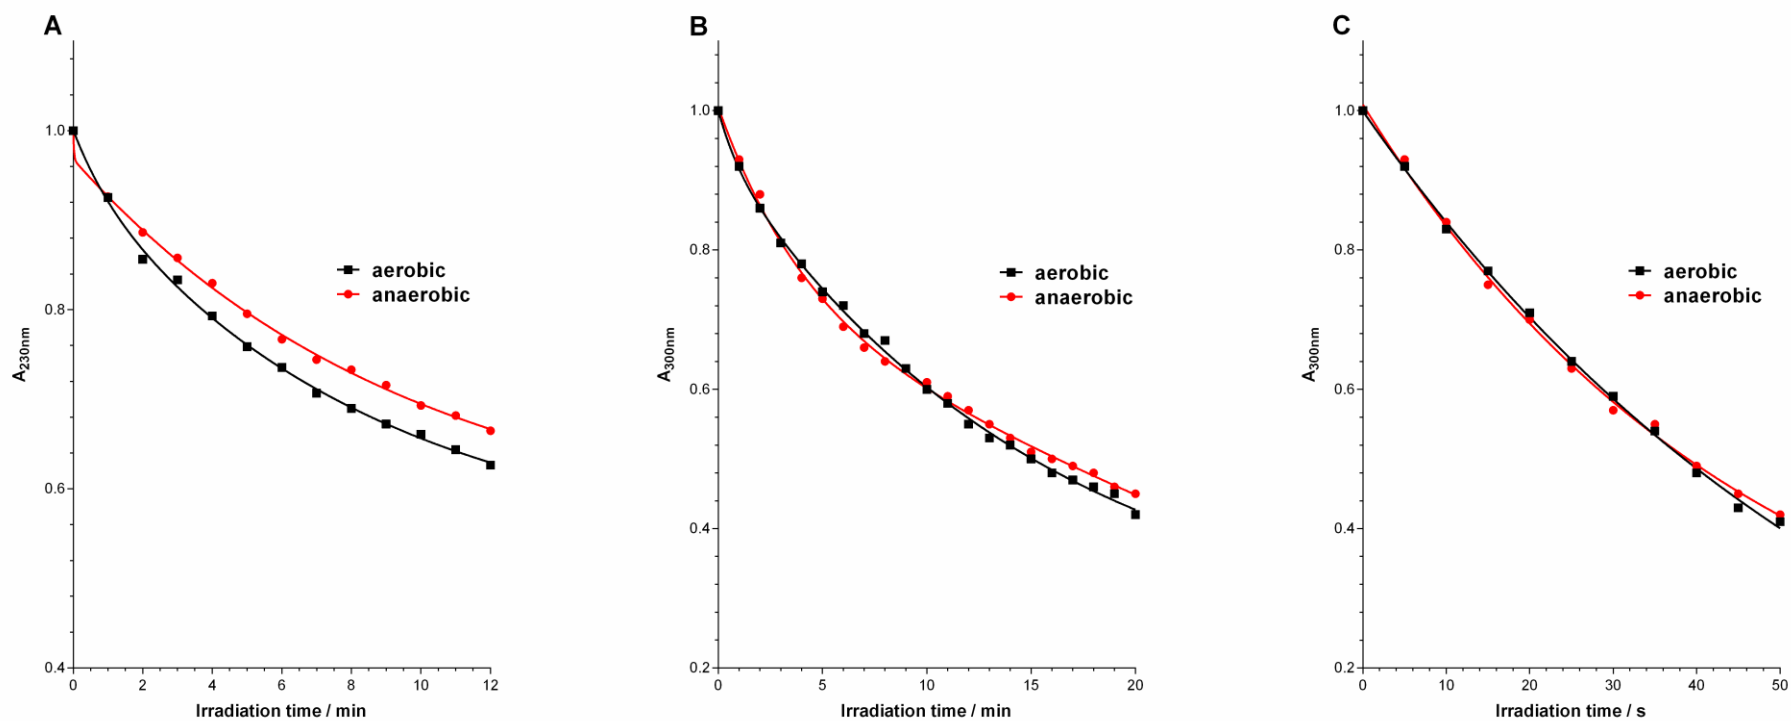 A
1.0
0.8
0.6
0.4
A230nm
0 2 4 6 8 10 12
Irradiation time / min
aerobic
anaerobic
B
1.0
0.8
0.6
0.4
0.2
A300nm
0 5 10 15 20
Irradiation time / min
aerobic
anaerobic
C
1.0
0.8
0.6
0.4
0.2
A300nm
0 10 20 30 40 50
Irradiation time / s
aerobic
anaerobic